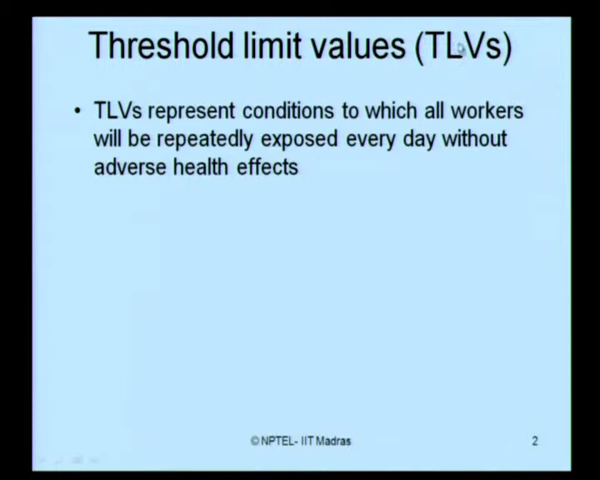 Threshold limit values (TLVs)
• TLVs represent conditions to which all workers
will be repeatedly exposed every day without
adverse health effects
© NPTEL- IIT Madras
2